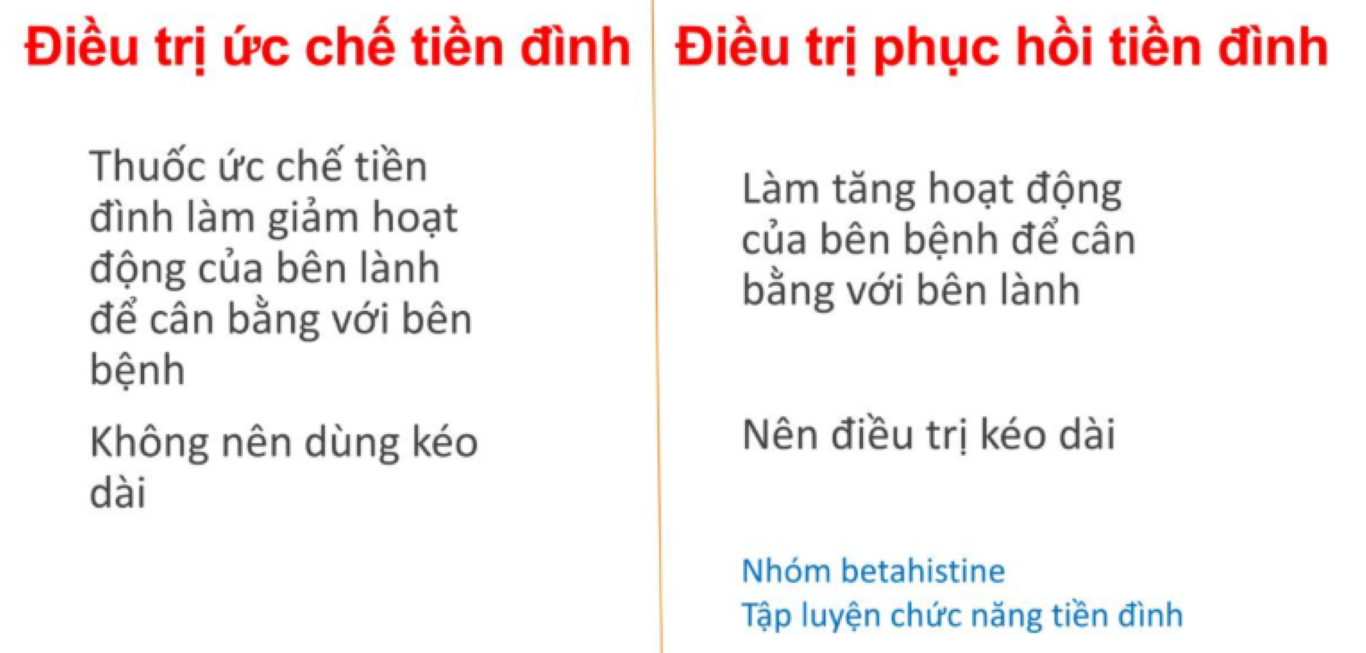 Điều trị ức chế tiền đình
Thuốc ức chế tiền
đình làm giảm hoạt
động của bên lành
để cân bằng với bên
bệnh
Không nên dùng kéo
dài
Điều trị phục hồi tiền đình
Làm tăng hoạt động
của bên bệnh để cân
bằng với bên lành
Nên điều trị kéo dài
Nhóm betahistine
Tập luyện chức năng tiền đình